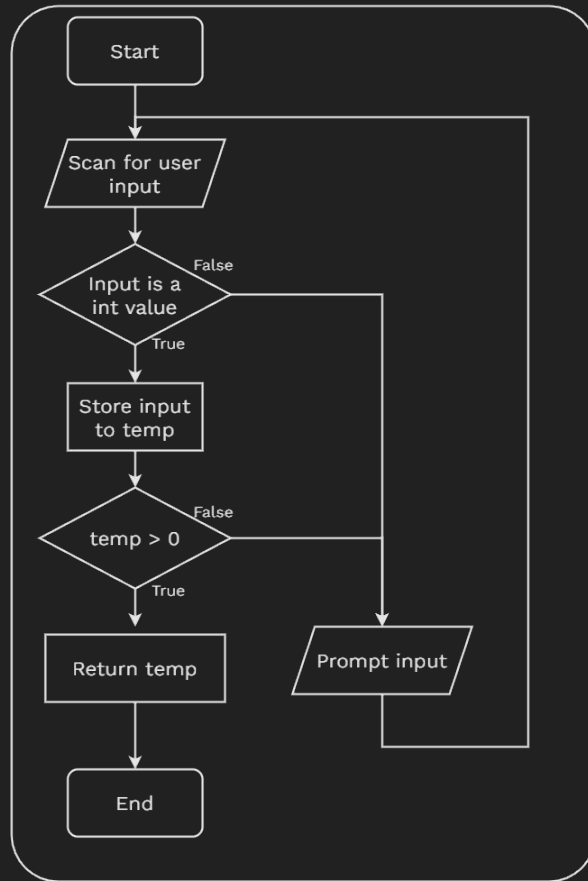 Start
Scan for user
input
False
Input is a
int value
True
Store input
to temp
False
temp > 0
True
Return temp
Prompt input
End